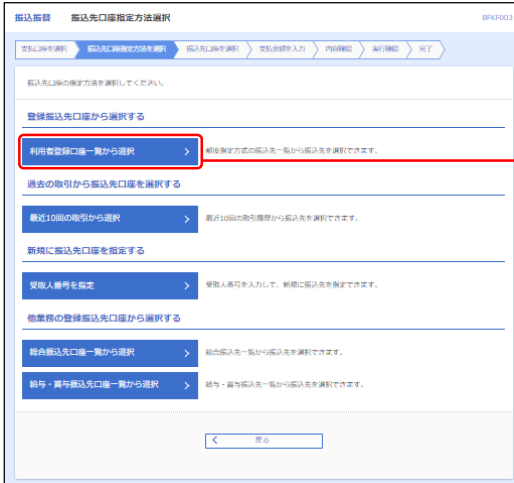 振込振替 振込先口座指定方法選択 BFKF003
支払口座を選択 振込先口座指定方法を選択 振込先口座を選択 支払金額を入力 内容確認 実行確認 完了
振込先口座の指定方法を選択してください。
登録振込先口座から選択する
利用者登録口座一覧から選択 都度指定方式の振込先一覧から振込先を選択できます。
過去の取引から振込先口座を選択する
最近10回の取引から選択 最近10回の取引履歴から振込先を選択できます。
新規に振込先口座を指定する
受取人番号を指定 受取人番号を入力して、新規に振込先を指定できます。
他業務の登録振込先口座から選択する
総合振込先口座一覧から選択 総合振込先一覧から振込先を選択できます。
給与・賞与振込先口座一覧から選択 給与・賞与振込先一覧から振込先を選択できます。
戻る